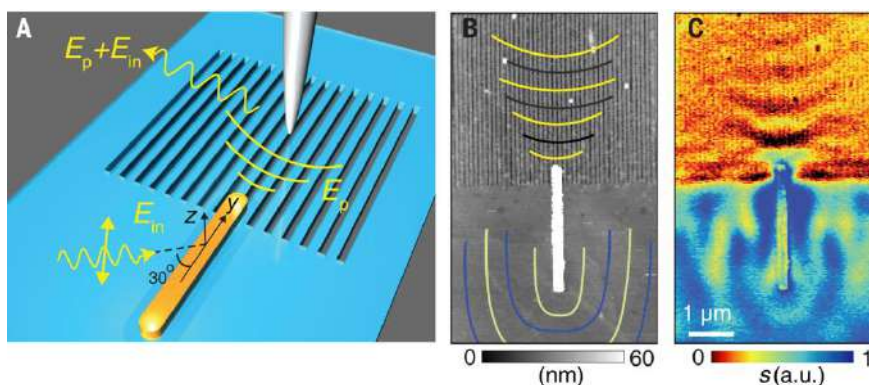 A
E_p+E_in
E_p
E_in
z
y
30°
B
0
60
(nm)
C
1 μm
0
1
s(a.u.)